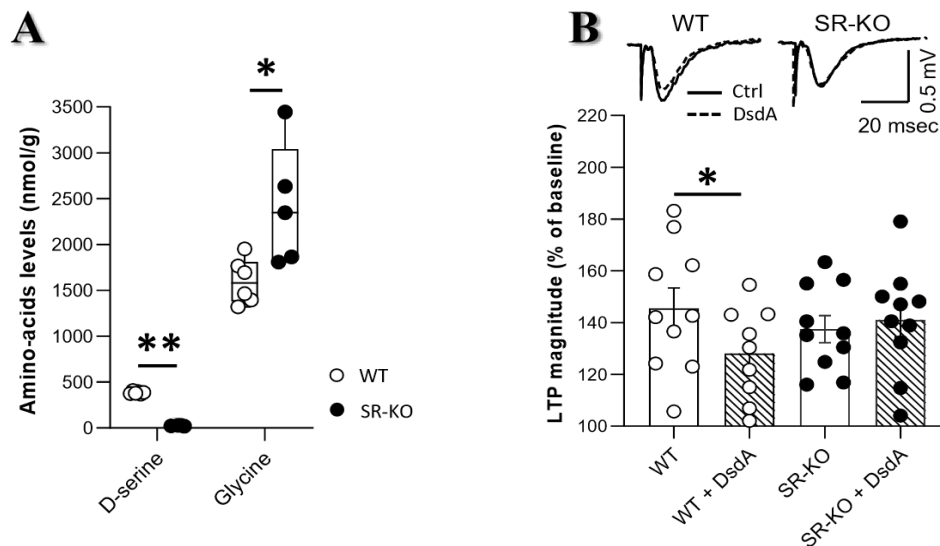 A
Amino-acids levels (nmol/g)
3500
3000
2500
2000
1500
1000
500
0
**
*
D-serine
Glycine
WT
SR-KO
B
WT
SR-KO
Ctrl
DsdA
0.5 mV
20 msec
LTP magnitude (% of baseline)
220
200
180
160
140
120
100
*
WT
WT + DsdA
SR-KO
SR-KO + DsdA